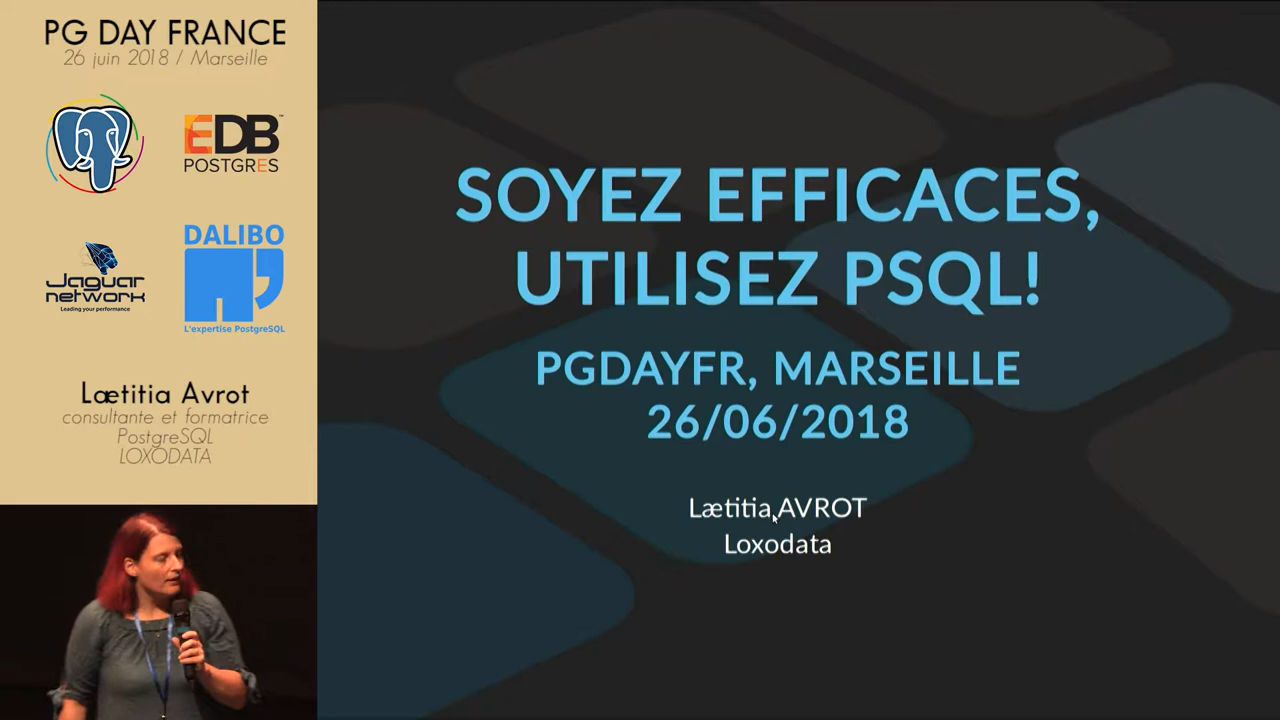 PG DAY FRANCE
26 juin 2018 / Marseille
EDB™
POSTGRES
Jaguar
network
Leading your performance
DALIBO
L'expertise PostgreSQL
Lætitia Avrot
consultante et formatrice
PostgreSQL
LOXODATA
SOYEZ EFFICACES,
UTILISEZ PSQL!
PGDAYFR, MARSEILLE
26/06/2018
Lætitia AVROT
Loxodata